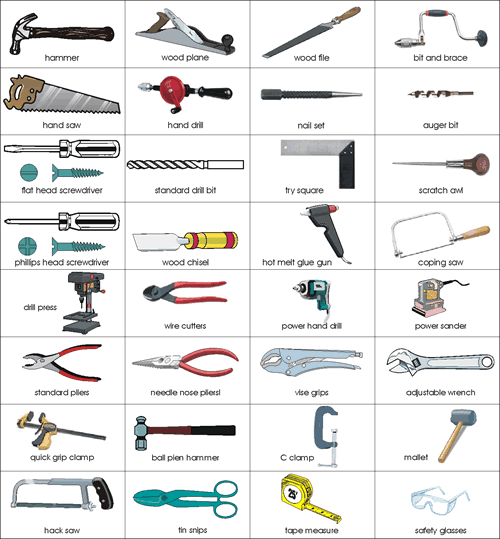 hammer
wood plane
wood file
bit and brace
hand saw
hand drill
nail set
auger bit
flat head screwdriver
standard drill bit
try square
scratch awl
phillips head screwdriver
wood chisel
hot melt glue gun
coping saw
drill press
wire cutters
power hand drill
power sander
standard pliers
needle nose pliersl
vise grips
adjustable wrench
quick grip clamp
ball pien hammer
C clamp
mallet
hack saw
tin snips
25'
tape measure
safety glasses